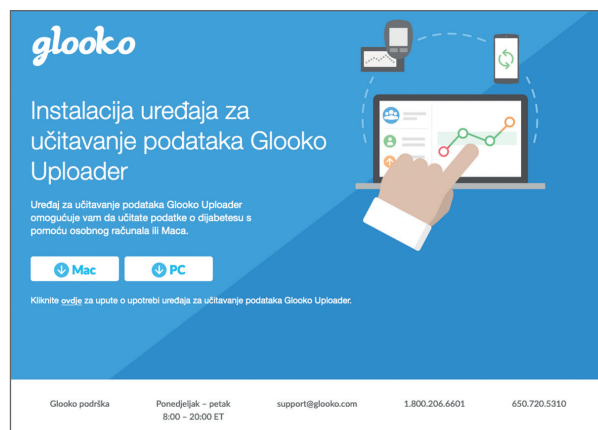 glooko
Instalacija uređaja za
učitavanje podataka Glooko
Uploader
Uređaj za učitavanje podataka Glooko Uploader
omogućuje vam da učitate podatke o dijabetesu s
pomoću osobnog računala ili Maca.
Mac PC
Kliknite ovdje za upute o upotrebi uređaja za učitavanje podataka Glooko Uploader.
Glooko podrška Ponedjeljak – petak support@glooko.com 1.800.206.6601 650.720.5310
8:00 – 20:00 ET